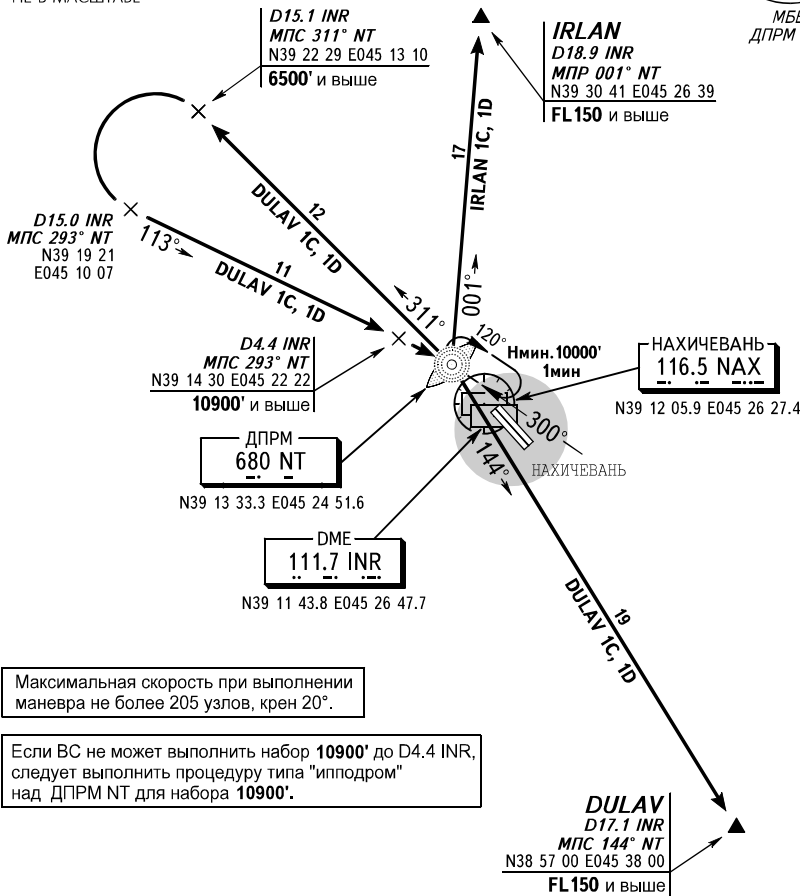 НЕ В МАСШТАБЕ
D15.1 INR
МПС 311° NT
N39 22 29 E045 13 10
6500' и выше
IRLAN
D18.9 INR
МПР 001° NT
N39 30 41 E045 26 39
FL150 и выше
ДПРМ
17
IRLAN 1C, 1D
12
DULAV 1C, 1D
D15.0 INR
МПС 293° NT
N39 19 21
E045 10 07
113°
11
DULAV 1C, 1D
311°
001°
D4.4 INR
МПС 293° NT
N39 14 30 E045 22 22
10900' и выше
120°
Hмин.10000'
1мин
НАХИЧЕВАНЬ
116.5 NAX
N39 12 05.9 E045 26 27.4
300°
НАХИЧЕВАНЬ
144°
ДПРМ
680 NT
N39 13 33.3 E045 24 51.6
DME
111.7 INR
N39 11 43.8 E045 26 47.7
19
DULAV 1C, 1D
Максимальная скорость при выполнении
маневра не более 205 узлов, крен 20°.
Если ВС не может выполнить набор 10900' до D4.4 INR,
следует выполнить процедуру типа "ипподром"
над ДПРМ NT для набора 10900'.
DULAV
D17.1 INR
МПС 144° NT
N38 57 00 E045 38 00
FL150 и выше